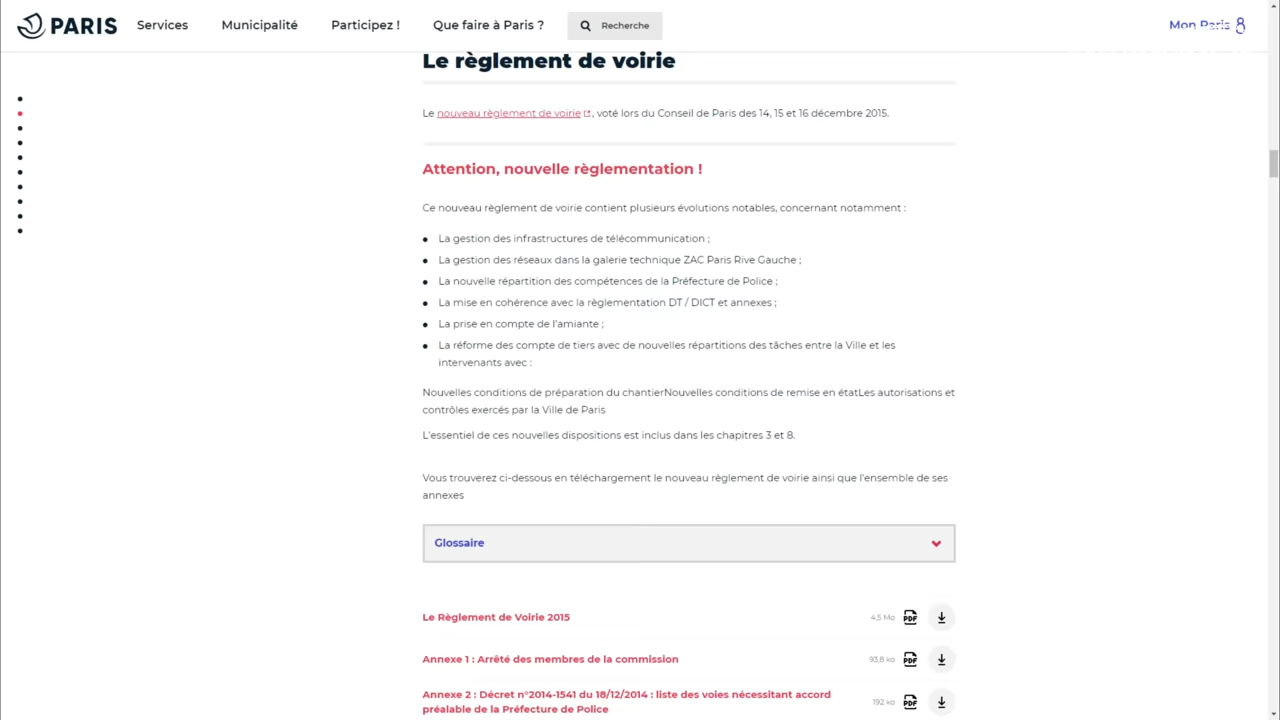 PARIS Services Municipalité Participez ! Que faire à Paris ? Recherche Mon Paris
Le règlement de voirie
Le nouveau règlement de voirie , voté lors du Conseil de Paris des 14, 15 et 16 décembre 2015.
Attention, nouvelle règlementation !
Ce nouveau règlement de voirie contient plusieurs évolutions notables, concernant notamment :
La gestion des infrastructures de télécommunication ;
La gestion des réseaux dans la galerie technique ZAC Paris Rive Gauche ;
La nouvelle répartition des compétences de la Préfecture de Police ;
La mise en cohérence avec la règlementation DT / DICT et annexes ;
La prise en compte de l'amiante ;
La réforme des compte de tiers avec de nouvelles répartitions des tâches entre la Ville et les
intervenants avec :
Nouvelles conditions de préparation du chantierNouvelles conditions de remise en étatLes autorisations et
contrôles exercés par la Ville de Paris
L'essentiel de ces nouvelles dispositions est inclus dans les chapitres 3 et 8.
Vous trouverez ci-dessous en téléchargement le nouveau règlement de voirie ainsi que l'ensemble de ses
annexes
Glossaire
Le Règlement de Voirie 2015 4,5 Mo PDF
Annexe 1 : Arrêté des membres de la commission 93,8 ko PDF
Annexe 2 : Décret n°2014-1541 du 18/12/2014 : liste des voies nécessitant accord
préalable de la Préfecture de Police 192 ko PDF